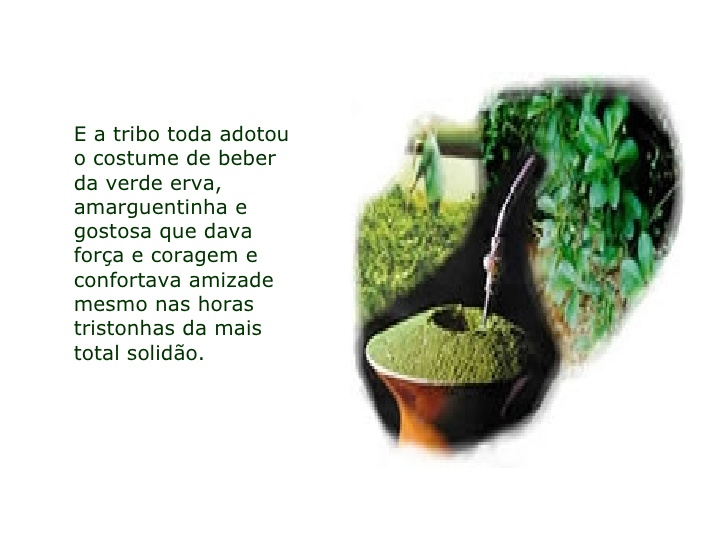 E a tribo toda adotou
o costume de beber
da verde erva,
amarguentinha e
gostosa que dava
força e coragem e
confortava amizade
mesmo nas horas
tristonhas da mais
total solidão.